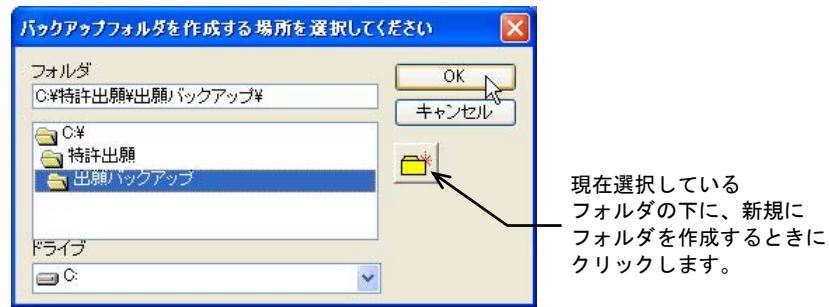 バックアップフォルダを作成する場所を選択してください
フォルダ
C:¥特許出願¥出願バックアップ¥
OK
キャンセル
C:¥
特許出願
出願バックアップ
ドライブ
C:
現在選択している
フォルダの下に、新規に
フォルダを作成するときに
クリックします。